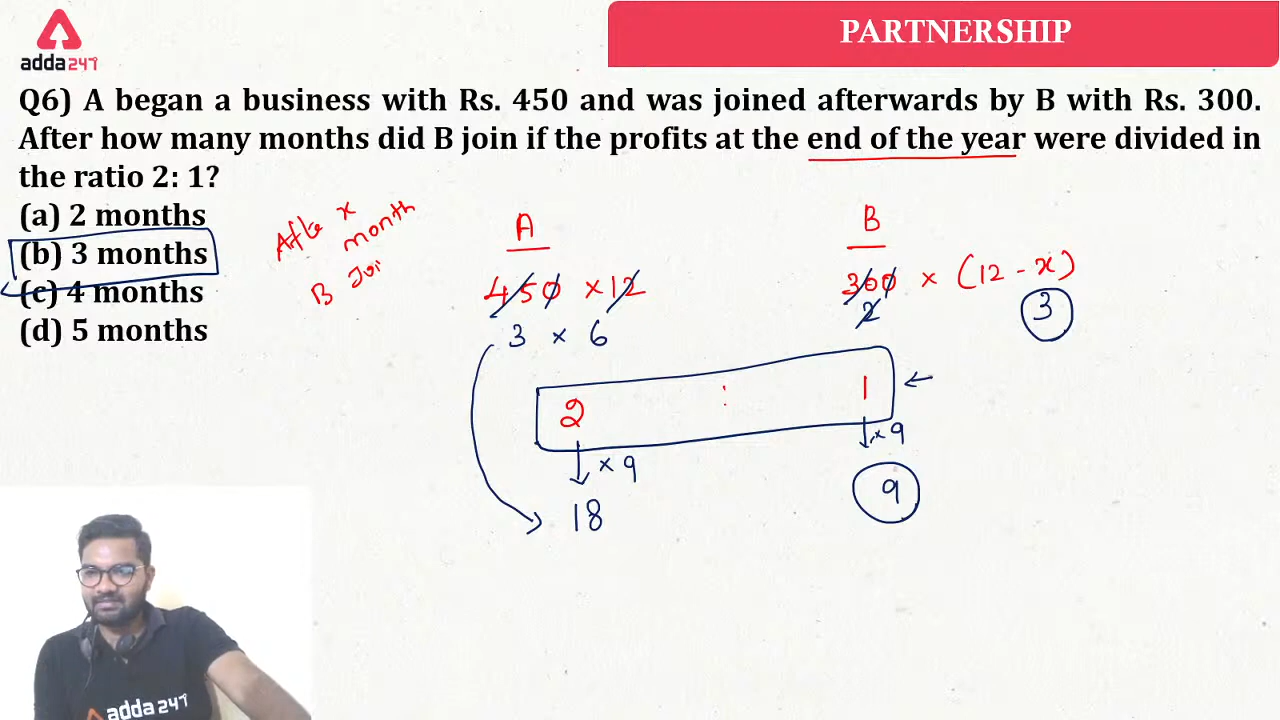 PARTNERSHIP
adda247
Q6) A began a business with Rs. 450 and was joined afterwards by B with Rs. 300.
After how many months did B join if the profits at the end of the year were divided in
the ratio 2: 1?
(a) 2 months
(b) 3 months
(c) 4 months
(d) 5 months
After x
month
B Joi
A
B
450 × 12
300 × (12 - x)
3 × 6
2
3
2 : 1
× 9
× 9
18
9
adda247